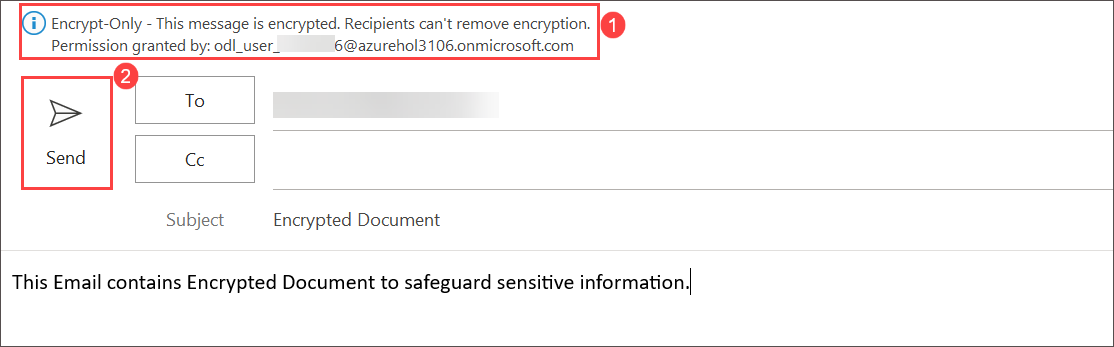 Encrypt-Only - This message is encrypted. Recipients can't remove encryption.
Permission granted by: odl_user_ 6@azurehol3106.onmicrosoft.com
1
2
To
Send
Cc
Subject Encrypted Document
This Email contains Encrypted Document to safeguard sensitive information.